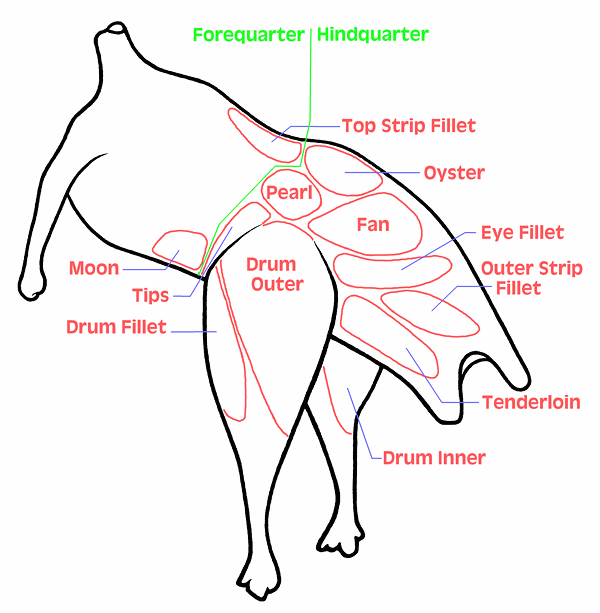 Forequarter Hindquarter
Top Strip Fillet
Oyster
Pearl
Fan
Eye Fillet
Moon
Drum
Outer
Outer Strip
Fillet
Tips
Drum Fillet
Tenderloin
Drum Inner